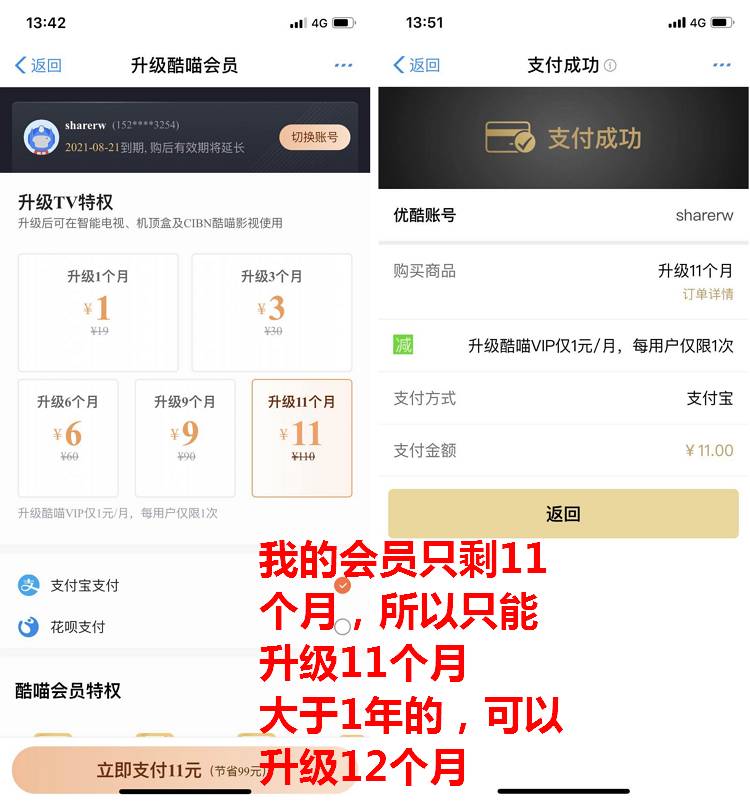 13:42
4G
返回
升级酷喵会员
sharerw (152****3254)
2021-08-21到期, 购后有效期将延长
切换账号
升级TV特权
升级后可在智能电视、机顶盒及CIBN酷喵影视使用
升级1个月
¥1
¥19
升级3个月
¥3
¥30
升级6个月
¥6
¥60
升级9个月
¥9
¥90
升级11个月
¥11
¥110
升级酷喵VIP仅1元/月，每用户仅限1次
支付宝支付
花呗支付
酷喵会员特权
立即支付11元 (节省99元)
13:51
4G
返回
支付成功
支付成功
优酷账号
sharerw
购买商品
升级11个月
订单详情
减
升级酷喵VIP仅1元/月，每用户仅限1次
支付方式
支付宝
支付金额
¥11.00
返回
我的会员只剩11
个月，所以只能
升级11个月
大于1年的，可以
升级12个月